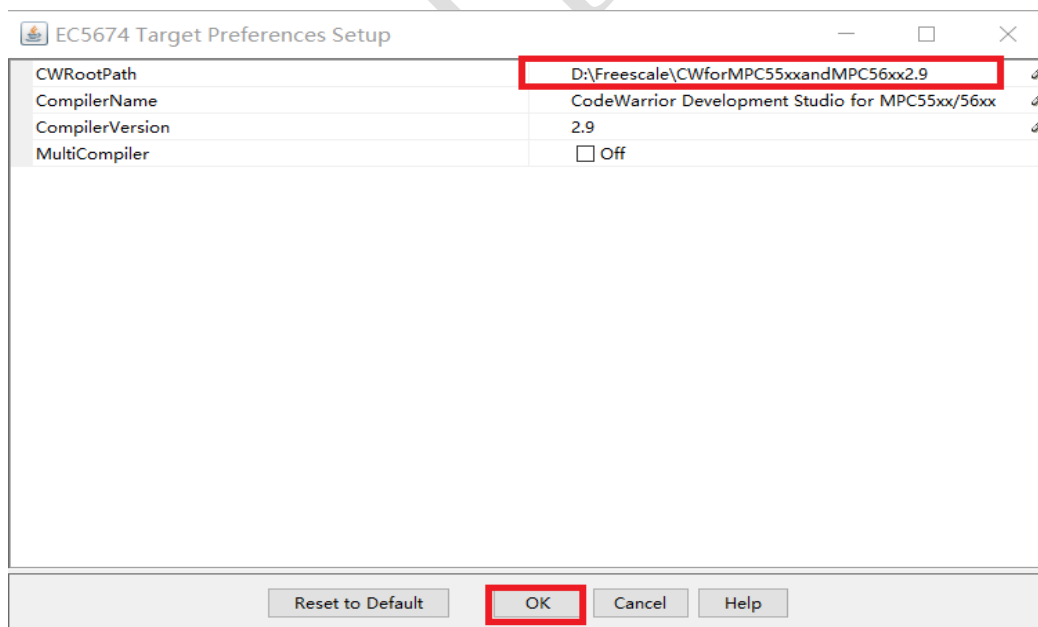 EC5674 Target Preferences Setup
CWRootPath D:\Freescale\CWforMPC55xxandMPC56xx2.9
CompilerName CodeWarrior Development Studio for MPC55xx/56xx
CompilerVersion 2.9
MultiCompiler Off
Reset to Default OK Cancel Help